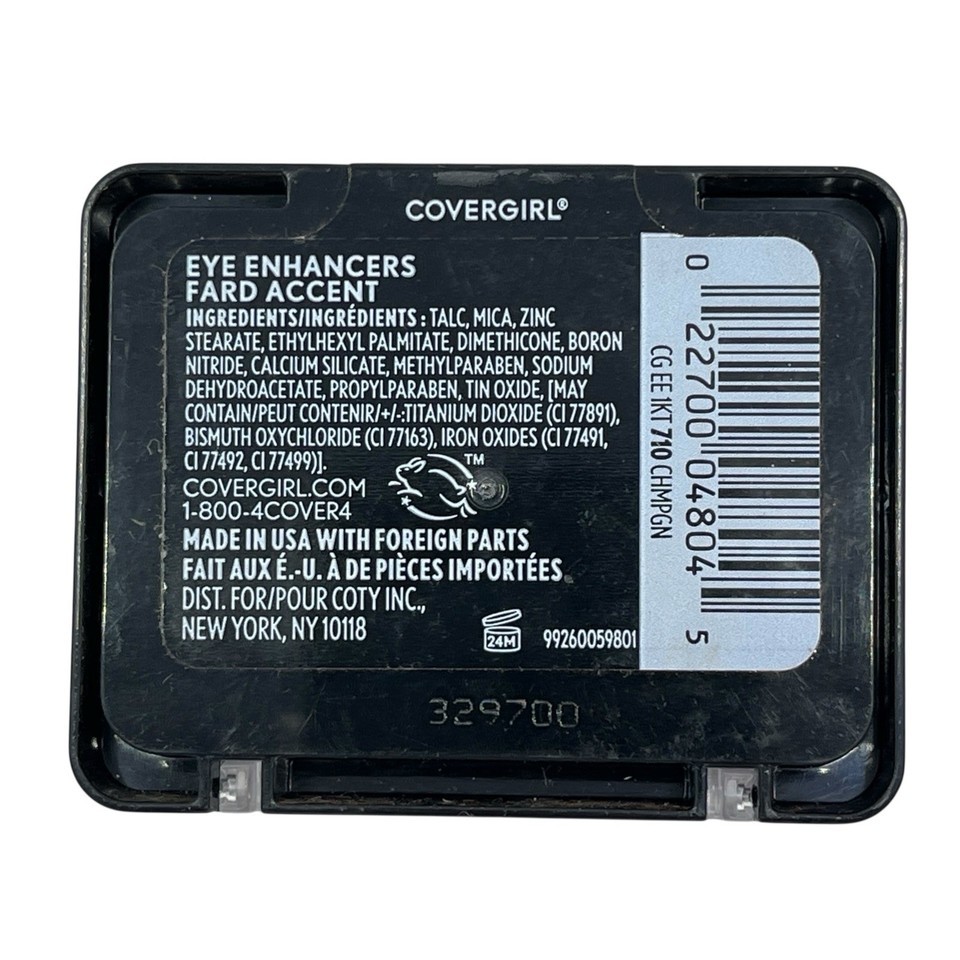 COVERGIRL®
EYE ENHANCERS
FARD ACCENT
INGREDIENTS/INGRÉDIENTS : TALC, MICA, ZINC
STEARATE, ETHYLHEXYL PALMITATE, DIMETHICONE, BORON
NITRIDE, CALCIUM SILICATE, METHYLPARABEN, SODIUM
DEHYDROACETATE, PROPYLPARABEN, TIN OXIDE, [MAY
CONTAIN/PEUT CONTENIR/+/-:TITANIUM DIOXIDE (CI 77891),
BISMUTH OXYCHLORIDE (CI 77163), IRON OXIDES (CI 77491,
CI 77492, CI 77499)].
COVERGIRL.COM
1-800-4COVER4
TM
MADE IN USA WITH FOREIGN PARTS
FAIT AUX É.-U. À DE PIÈCES IMPORTÉES
DIST. FOR/POUR COTY INC.,
NEW YORK, NY 10118
24M
99260059801
CG EE 1KT 710 CHMPGN
0 22700 04804 5
329700